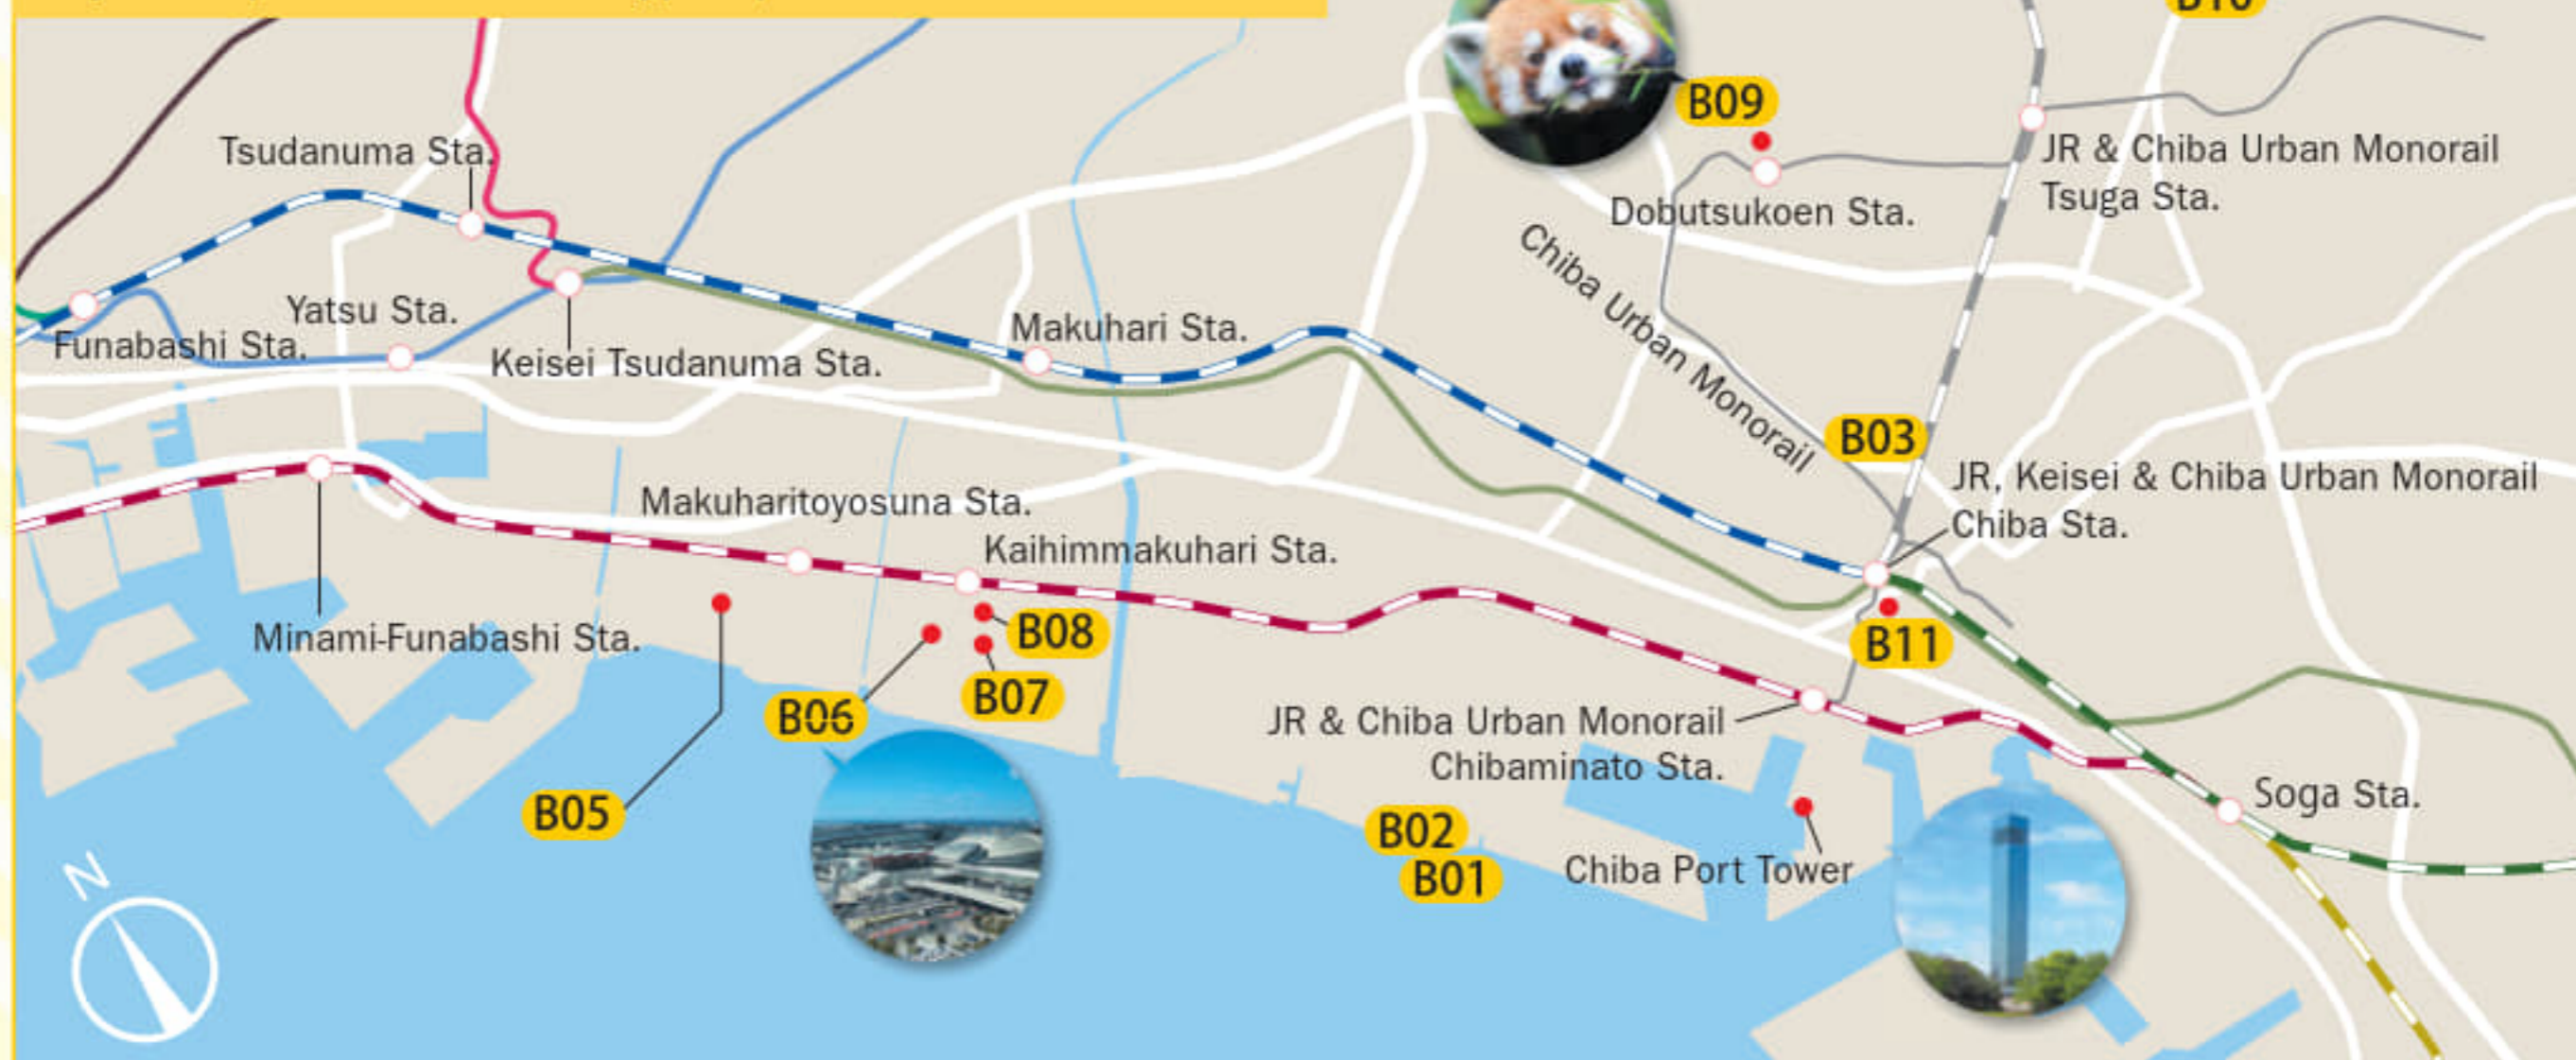 B10
B09
Tsudanuma Sta.
JR & Chiba Urban Monorail
Tsuga Sta.
Dobutsukoen Sta.
Chiba Urban Monorail
Yatsu Sta.
Funabashi Sta.
Keisei Tsudanuma Sta.
Makuhari Sta.
B03
JR, Keisei & Chiba Urban Monorail
Chiba Sta.
Makuharitoyosuna Sta.
Kaihimmakuhari Sta.
Minami-Funabashi Sta.
B08
B11
B07
B06
JR & Chiba Urban Monorail
Chibaminato Sta.
B05
Soga Sta.
B02
B01
Chiba Port Tower
N